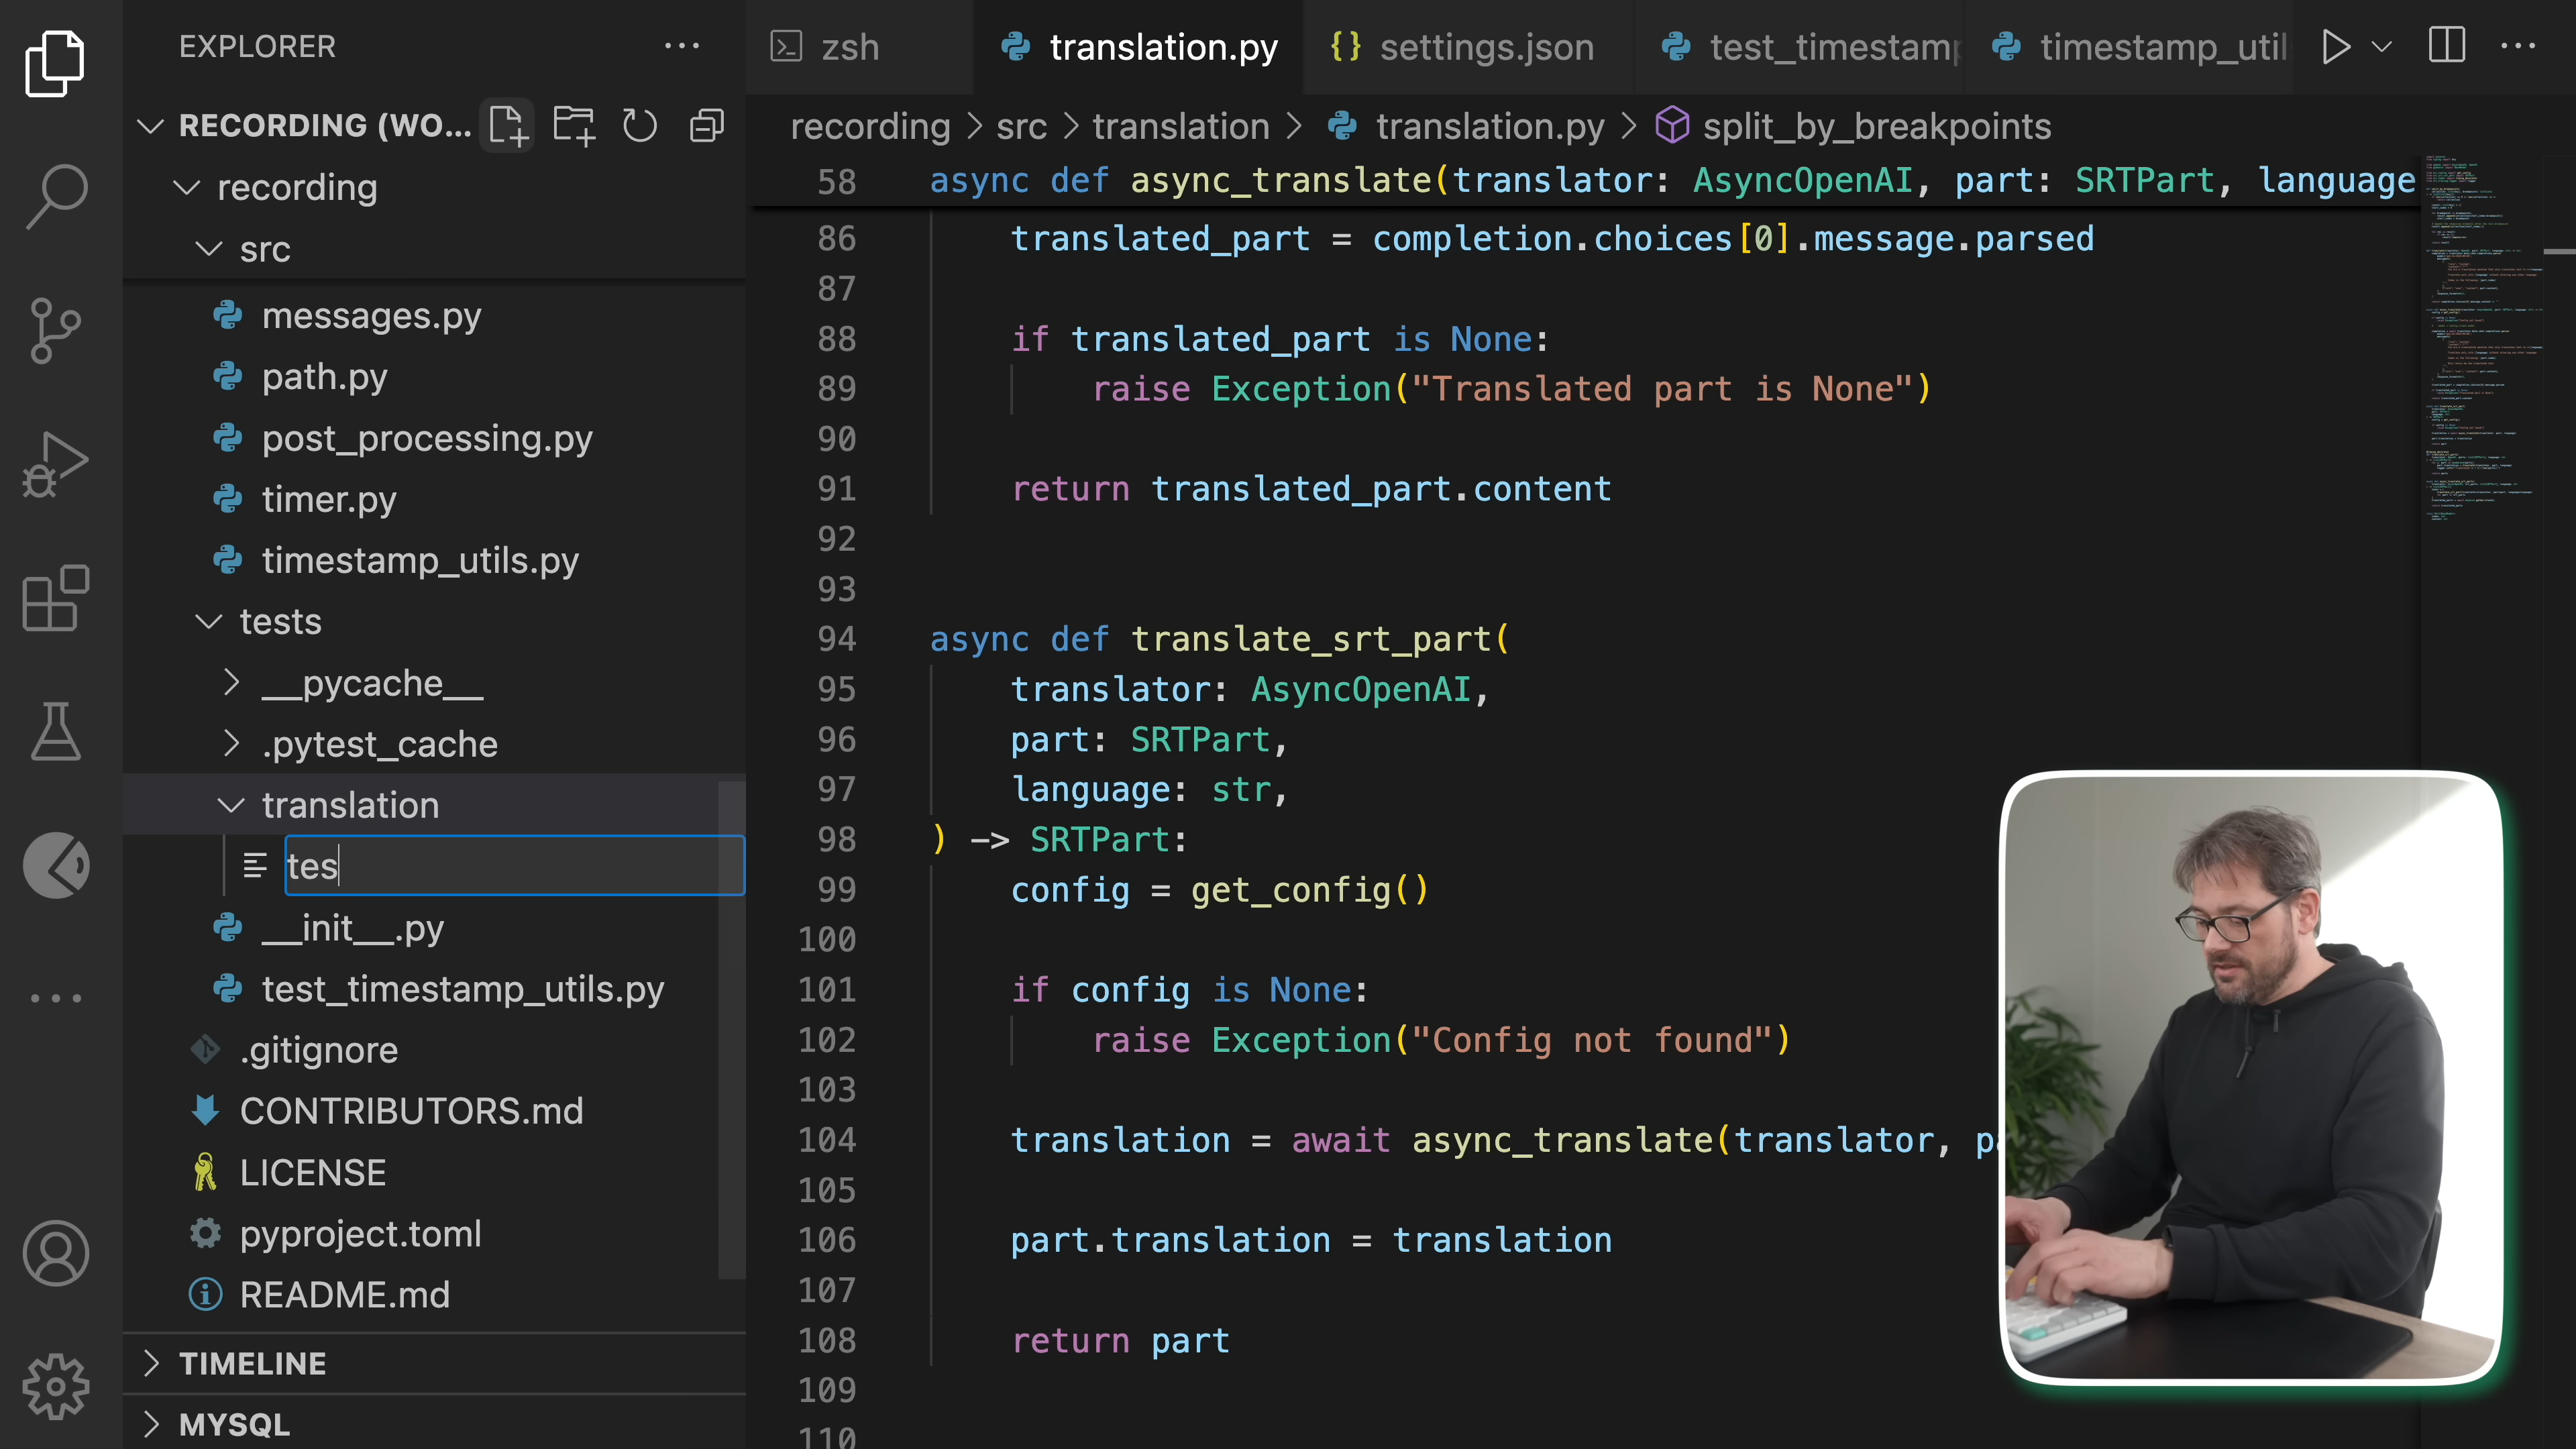 EXPLORER
RECORDING (WO...
recording
src
messages.py
path.py
post_processing.py
timer.py
timestamp_utils.py
tests
__pycache__
.pytest_cache
translation
tes
__init__.py
test_timestamp_utils.py
.gitignore
CONTRIBUTORS.md
LICENSE
pyproject.toml
README.md
TIMELINE
MYSQL
zsh
translation.py
settings.json
test_timestamp
timestamp_util
recording > src > translation > translation.py > split_by_breakpoints
58 async def async_translate(translator: AsyncOpenAI, part: SRTPart, language
86 translated_part = completion.choices[0].message.parsed
87
88 if translated_part is None:
89 raise Exception("Translated part is None")
90
91 return translated_part.content
92
93
94 async def translate_srt_part(
95 translator: AsyncOpenAI,
96 part: SRTPart,
97 language: str,
98 ) -> SRTPart:
99 config = get_config()
100
101 if config is None:
102 raise Exception("Config not found")
103
104 translation = await async_translate(translator, pa
105
106 part.translation = translation
107
108 return part
109
110